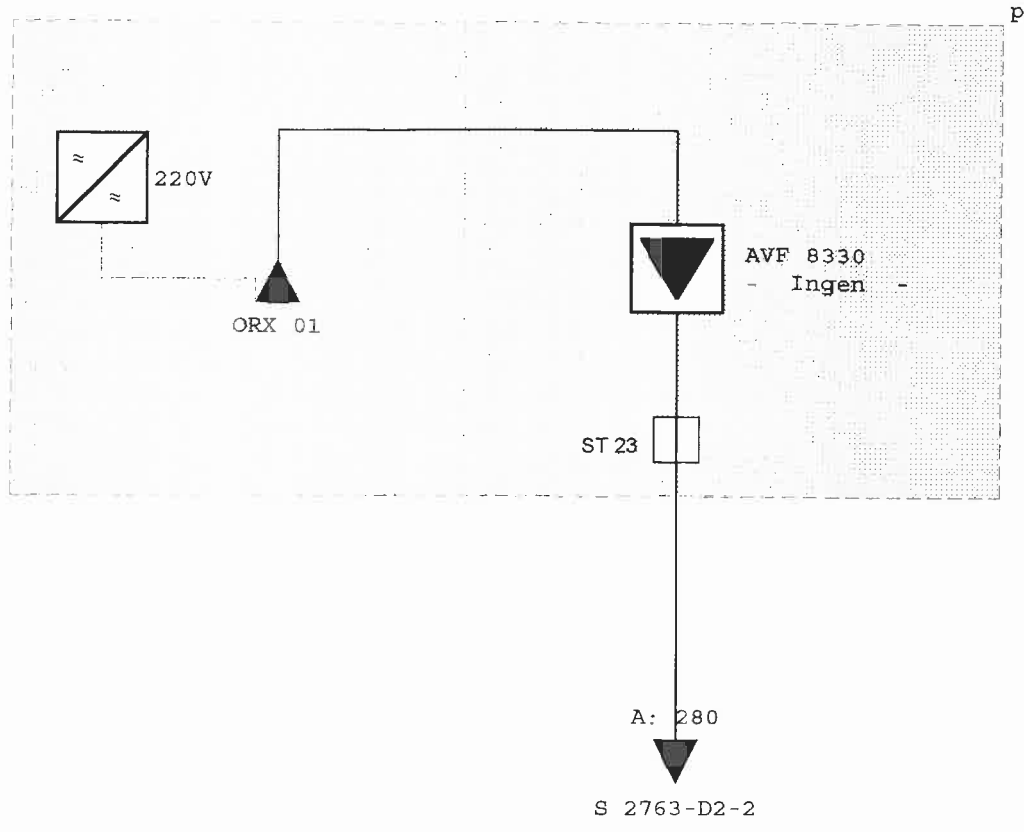 p
220V
ORX 01
AVF 8330
- Ingen -
ST 23
A: 280
S 2763-D2-2